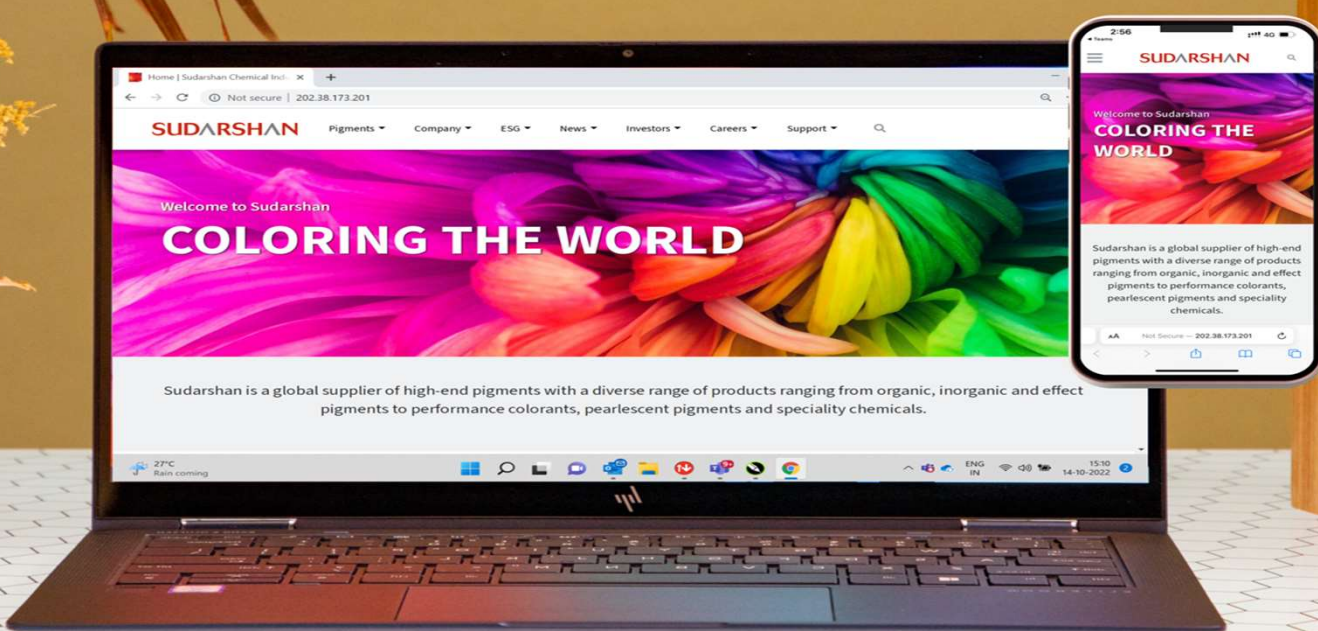 Home | Sudarshan Chemical Ind
Not secure | 202.38.173.201
SUDARSHAN
Pigments Company ESG News Investors Careers Support
Welcome to Sudarshan
COLORING THE WORLD
Sudarshan is a global supplier of high-end pigments with a diverse range of products ranging from organic, inorganic and effect
pigments to performance colorants, pearlescent pigments and speciality chemicals.
27°C
Rain coming
ENG
IN
15:10
14-10-2022
2
hp
2:56
Teams
4G
SUDARSHAN
Welcome to Sudarshan
COLORING THE
WORLD
Sudarshan is a global supplier of high-end
pigments with a diverse range of products
ranging from organic, inorganic and effect
pigments to performance colorants,
pearlescent pigments and speciality
chemicals.
AA Not Secure — 202.38.173.201